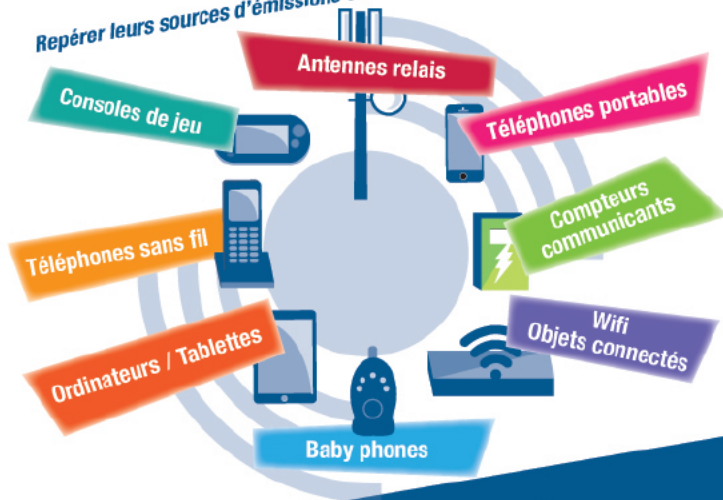 Repérer leurs sources d'émissions
Antennes relais
Consoles de jeu
Téléphones portables
Compteurs
communicants
Téléphones sans fil
Wifi
Objets connectés
Ordinateurs / Tablettes
Baby phones